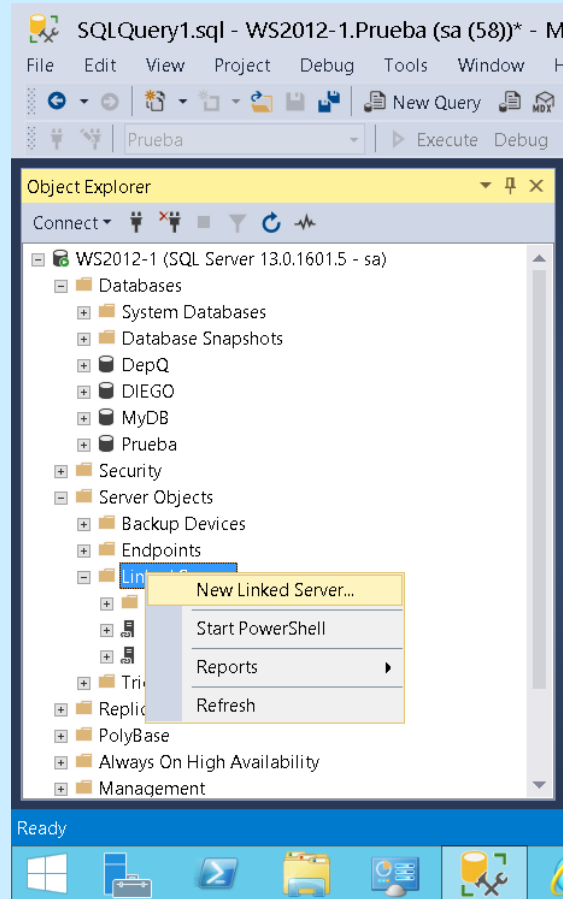 SQLQuery1.sql - WS2012-1.Prueba (sa (58))* - M
File Edit View Project Debug Tools Window H
New Query MDX
Prueba Execute Debug
Object Explorer
Connect
WS2012-1 (SQL Server 13.0.1601.5 - sa)
Databases
System Databases
Database Snapshots
DepQ
DIEGO
MyDB
Prueba
Security
Server Objects
Backup Devices
Endpoints
New Linked Server...
Start PowerShell
Reports
Tri
Refresh
Replic
PolyBase
Always On High Availability
Management
Ready